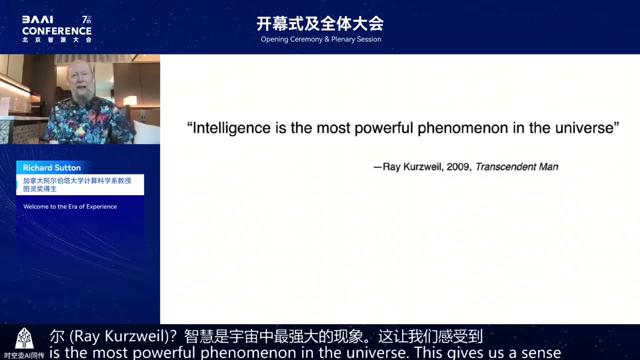 BAAI 7th
CONFERENCE
北京智源大会
开幕式及全体大会
Opening Ceremony & Plenary Session
“Intelligence is the most powerful phenomenon in the universe”
—Ray Kurzweil, 2009, Transcendent Man
Richard Sutton
加拿大阿尔伯塔大学计算科学系教授
图灵奖得主
Welcome to the Era of Experience
尔 (Ray Kurzweil)？智慧是宇宙中最强大的现象。这让我们感受到
is the most powerful phenomenon in the universe. This gives us a sense
时空壶AI同传